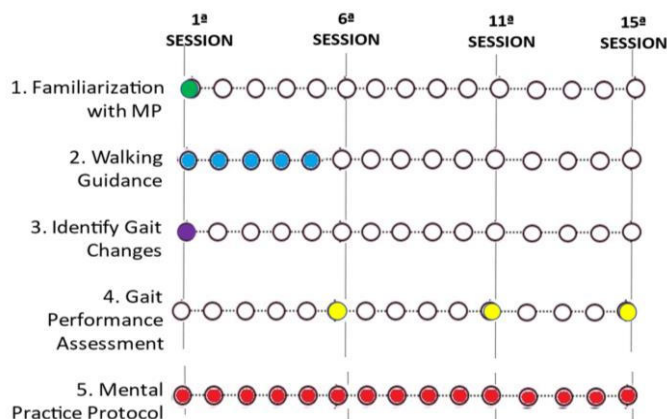 1ª 6ª 11ª 15ª
SESSION SESSION SESSION SESSION
1. Familiarization
with MP
2. Walking
Guidance
3. Identify Gait
Changes
4. Gait
Performance
Assessment
5. Mental
Practice Protocol